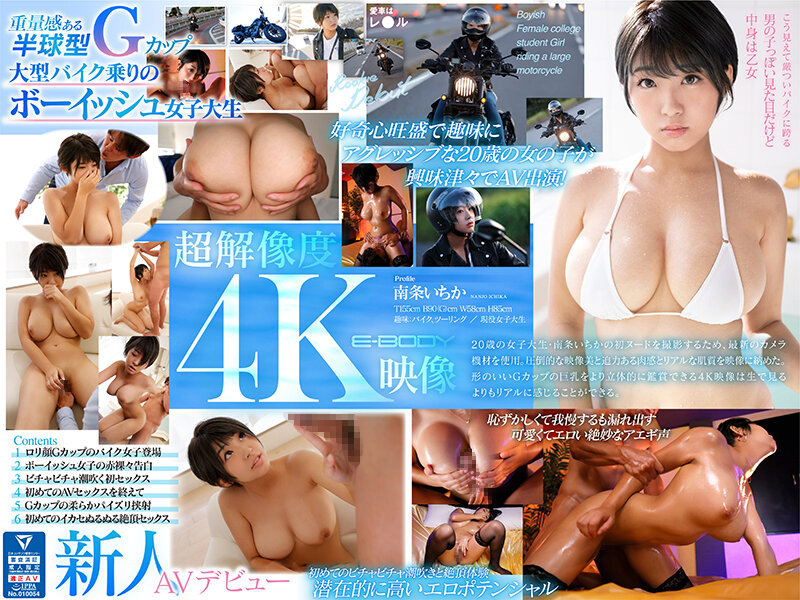 重量感ある
半球型Gカップ
大型バイク乗りの
ボーイッシュ女子大生
愛車は
レ●ル
Boyish
Female college
student Girl
riding a large
motorcycle
こう見えて厳ついバイクに跨る
男の子っぽい見た目だけど
中身は乙女
好奇心旺盛で趣味に
アグレッシブな20歳の女の子が
興味津々でAV出演!
超解像度
4K
E-BODY
映像
Profile
南条いちか NANJO ICHIKA
T155cm B90(G)cm W58cm H85cm
趣味:バイク、ツーリング / 現役女子大生
20歳の女子大生・南条いちかの初ヌードを撮影するため、最新のカメラ
機材を使用。圧倒的な映像美と迫力ある肉感とリアルな肌質を映像に納めた。
形のいいGカップの巨乳をより立体的に鑑賞できる4K映像は生で見る
よりもリアルに感じることができる。
恥ずかしくて我慢するも漏れ出す
可愛くてエロい絶妙なアエギ声
Contents
1 ロリ顔Gカップのバイク女子登場
2 ボーイッシュ女子の赤裸々告白
3 ビチャビチャ潮吹く初セックス
4 初めてのAVセックスを終えて
5 Gカップの柔らかパイズリ挟射
6 初めてのイカセぬるぬる絶頂セックス
審査済認
成人指定
適正AV
IPPA
No.010054
新人
AVデビュー
初めてのビチャビチャ潮吹きと絶頂体験
潜在的に高いエロポテンシャル